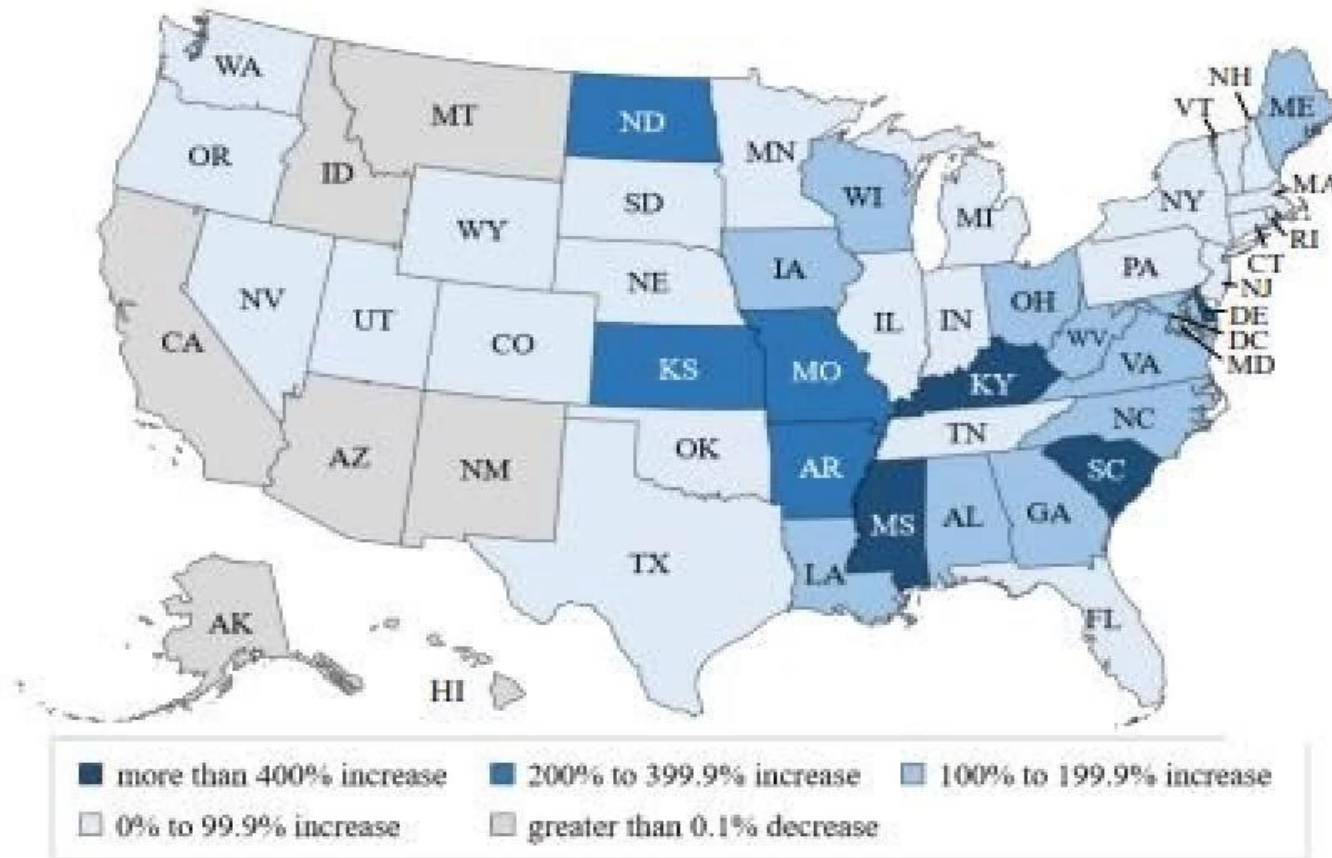 WA
MT
ND
MN
OR
ID
SD
WI
MI
NH
VT
ME
NY
MA
RI
CT
NJ
WY
NE
IA
PA
NV
UT
CO
IL
IN
OH
DE
DC
MD
CA
KS
MO
KY
WV
VA
AZ
NM
OK
AR
TN
NC
SC
MS
AL
GA
TX
LA
FL
AK
HI
more than 400% increase
200% to 399.9% increase
100% to 199.9% increase
0% to 99.9% increase
greater than 0.1% decrease